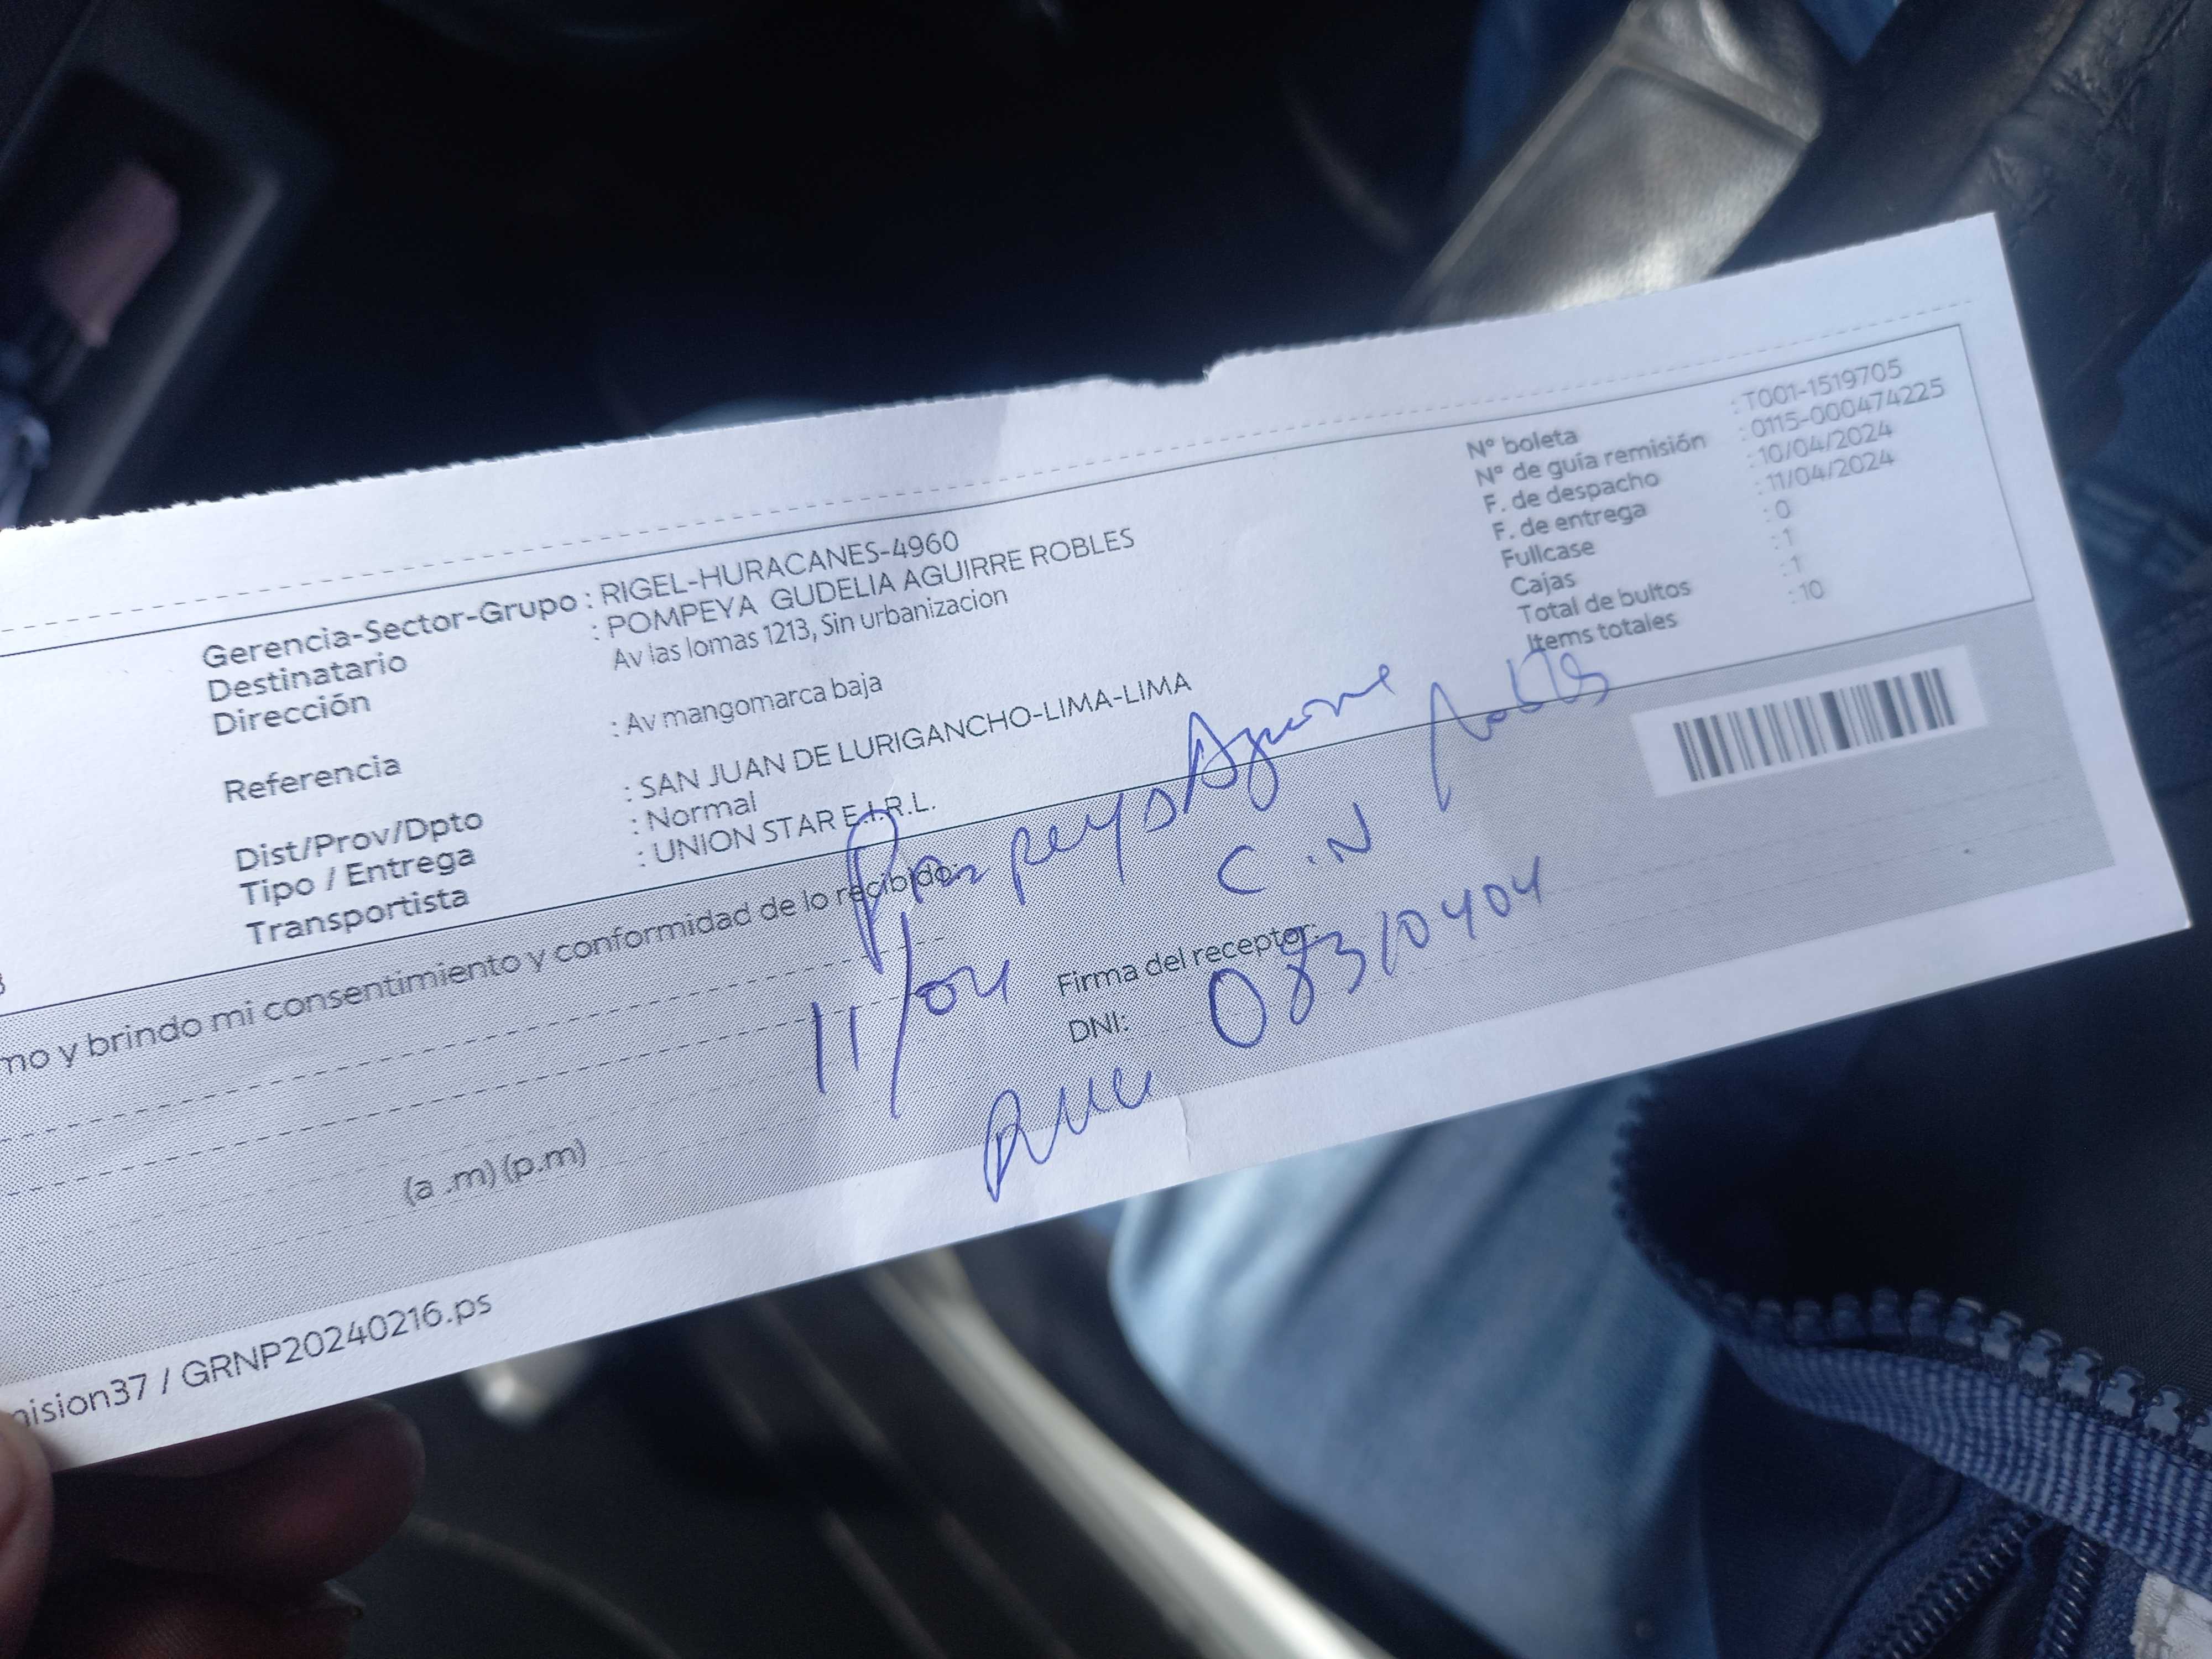 Gerencia-Sector-Grupo : RIGEL-HURACANES-4960
Destinatario : POMPEYA GUDELIA AGUIRRE ROBLES
Dirección Av las lomas 1213, Sin urbanizacion
Referencia : Av mangomarca baja
Dist/Prov/Dpto : SAN JUAN DE LURIGANCHO-LIMA-LIMA
Tipo / Entrega : Normal
Transportista : UNION STAR E.I.R.L.
N° boleta : T001-1519705
N° de guía remisión : 0115-000474225
F. de despacho : 10/04/2024
F. de entrega : 11/04/2024
Fullcase : 0
Cajas : 1
Total de bultos : 1
Items totales : 10
mo y brindo mi consentimiento y conformidad de lo recibido:
Pompeya Aguirre Robles
C.N
11/04
Firma del receptor:
DNI: 08310404
(a .m) (p.m)
nision37 / GRNP20240216.ps